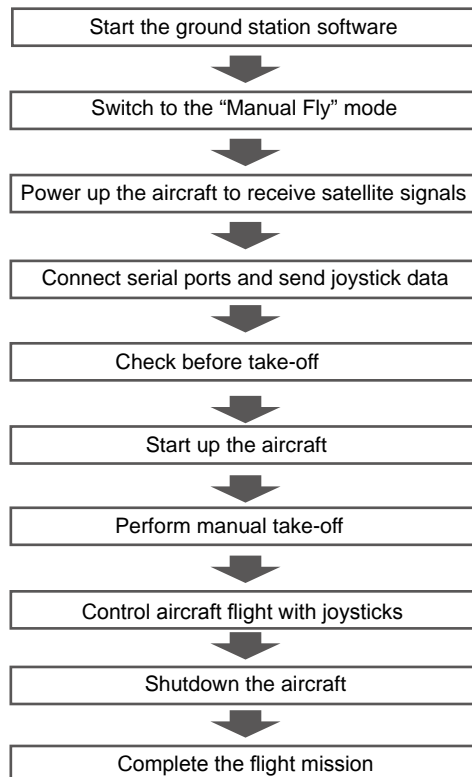 Start the ground station software
Switch to the “Manual Fly” mode
Power up the aircraft to receive satellite signals
Connect serial ports and send joystick data
Check before take-off
Start up the aircraft
Perform manual take-off
Control aircraft flight with joysticks
Shutdown the aircraft
Complete the flight mission